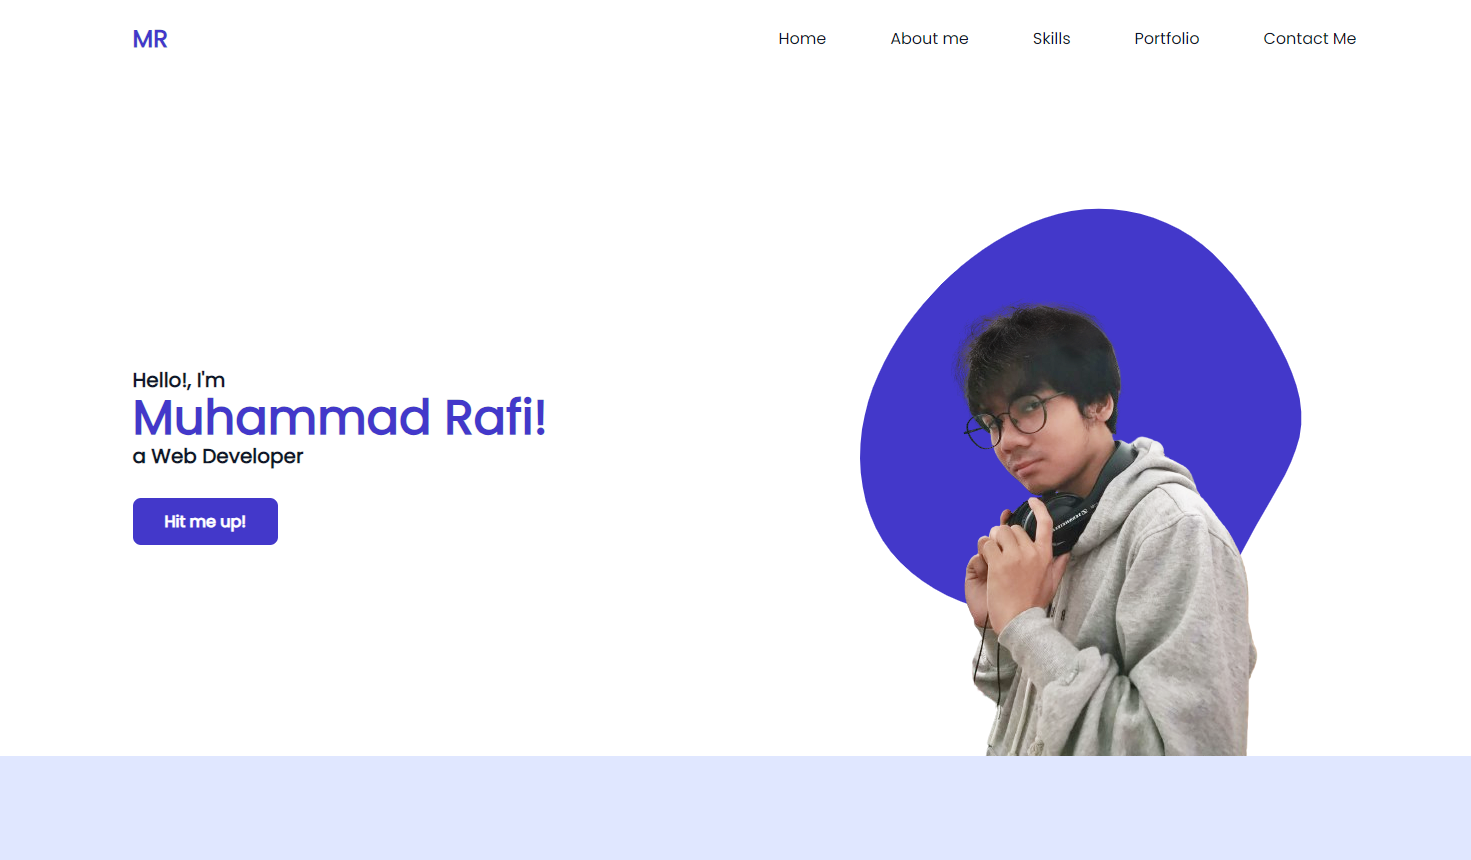 MR
Home
About me
Skills
Portfolio
Contact Me
Hello!, I'm
Muhammad Rafi!
a Web Developer
Hit me up!